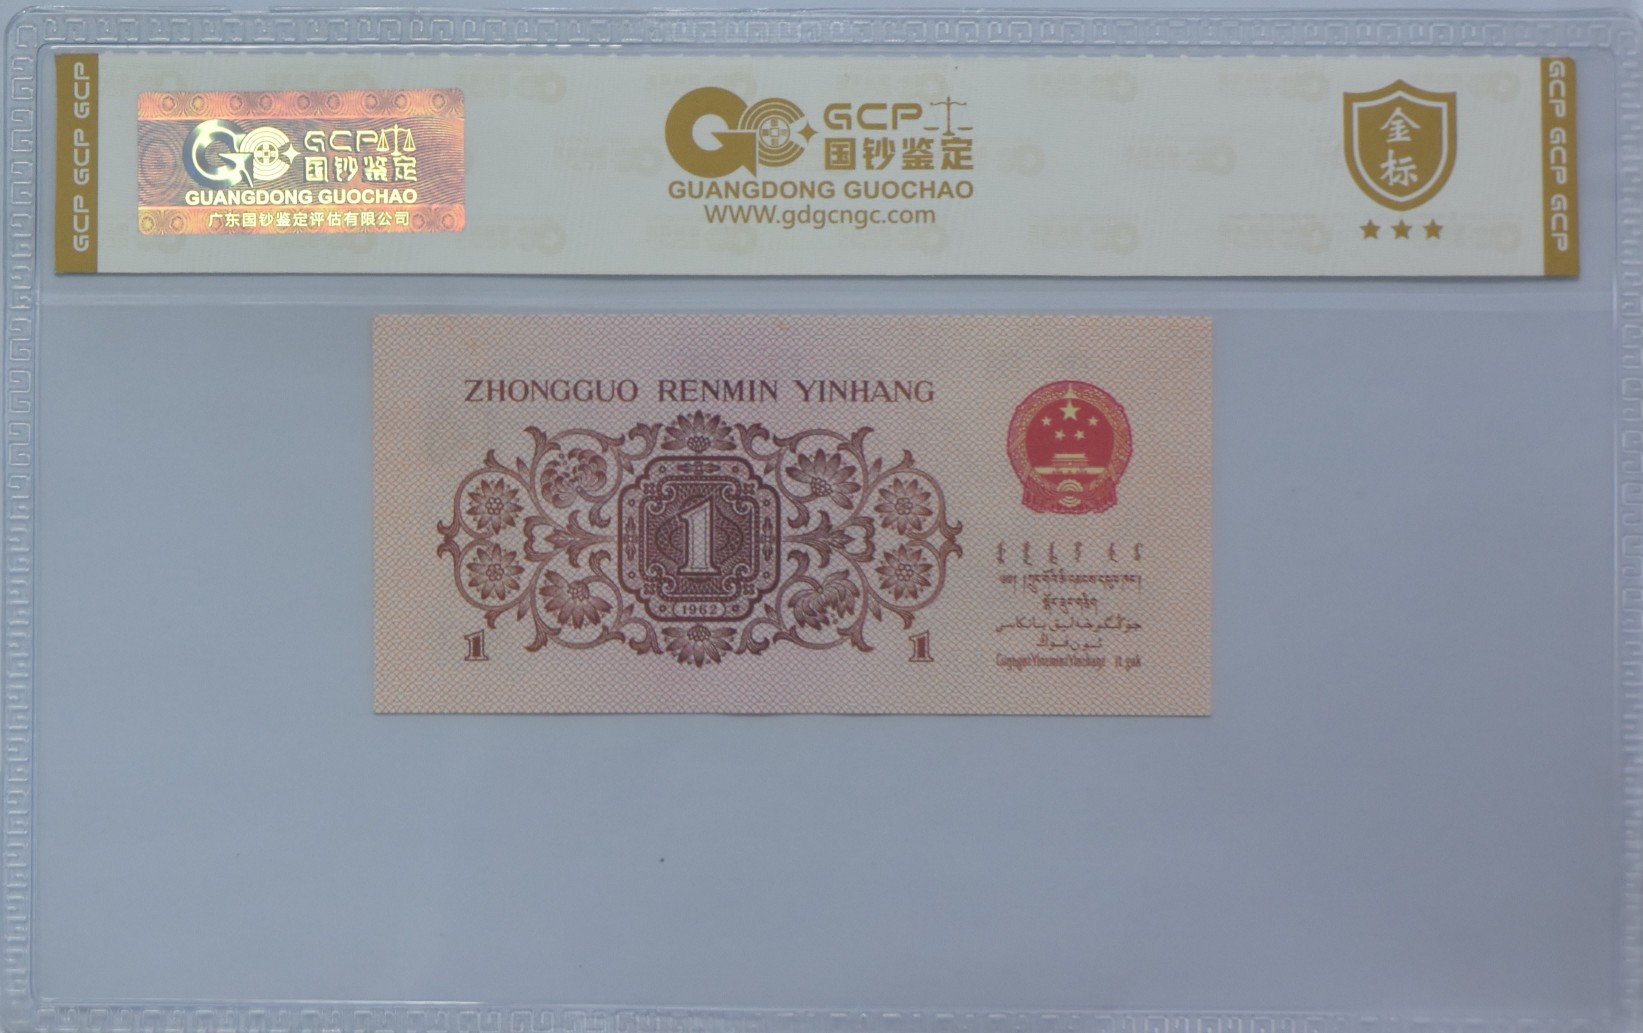 GCP GCP GCP
GCP 国钞鉴定
GUANGDONG GUOCHAO
广东国钞鉴定评估有限公司
GCP
国钞鉴定
GUANGDONG GUOCHAO
WWW.gdgcngc.com
金标
GCP GCP GCP
ZHONGGUO RENMIN YINHANG
1
1962
1
1